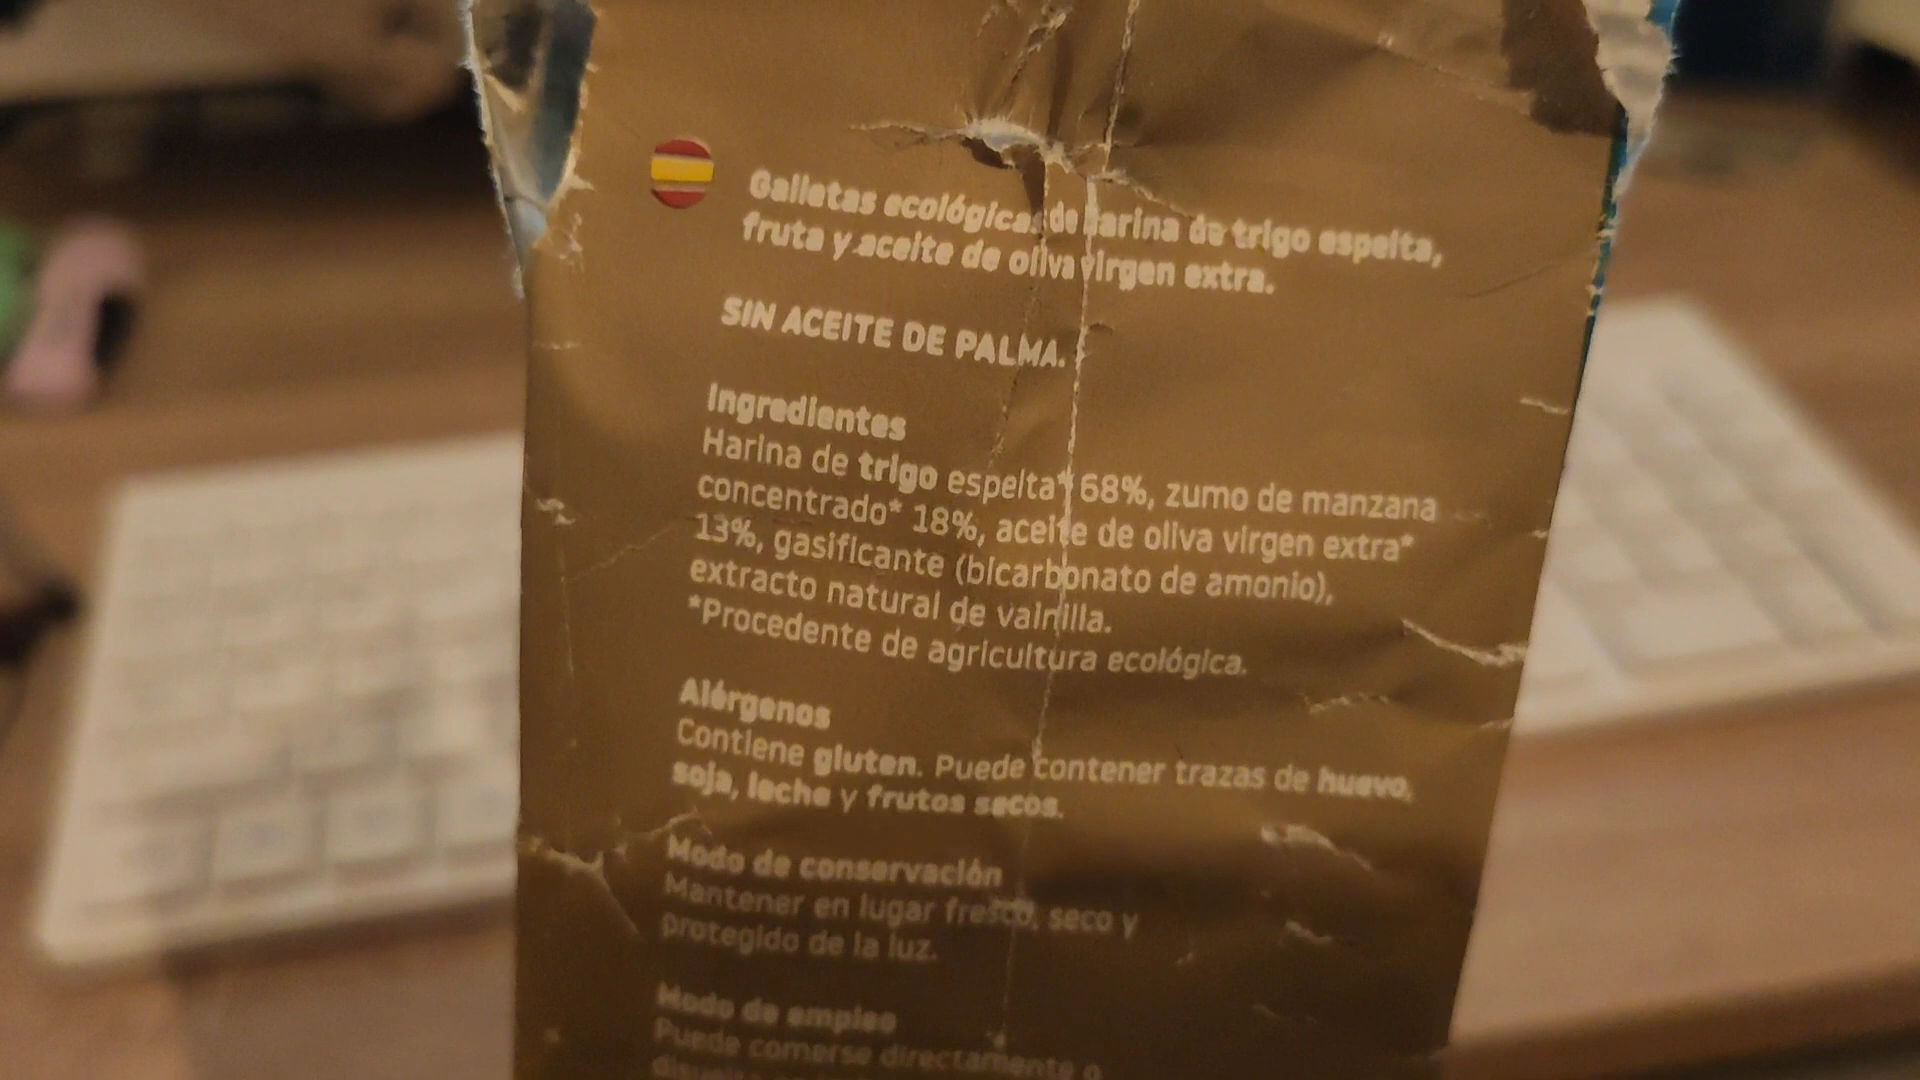 Galletas ecológicas de harina de trigo espelta,
fruta y aceite de oliva virgen extra.
SIN ACEITE DE PALMA.
Ingredientes
Harina de trigo espelta* 68%, zumo de manzana
concentrado* 18%, aceite de oliva virgen extra*
13%, gasificante (bicarbonato de amonio),
extracto natural de vainilla.
*Procedente de agricultura ecológica.
Alérgenos
Contiene gluten. Puede contener trazas de huevo,
soja, leche y frutos secos.
Modo de conservación
Mantener en lugar fresco, seco y
protegido de la luz.
Modo de empleo
Puede comerse directamente o